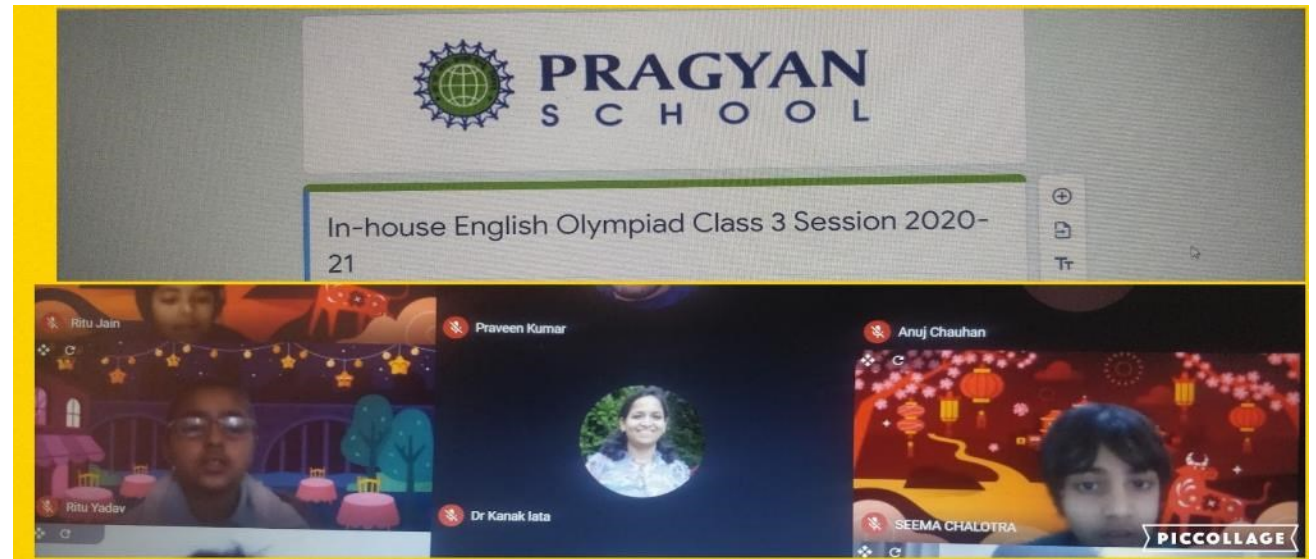 PRAGYAN
SCHOOL
In-house English Olympiad Class 3 Session 2020-
21
Tт
Ritu Jain
Praveen Kumar
Anuj Chauhan
Ritu Yadav
Dr Kanak lata
SEEMA CHALOTRA
PICCOLLAGE